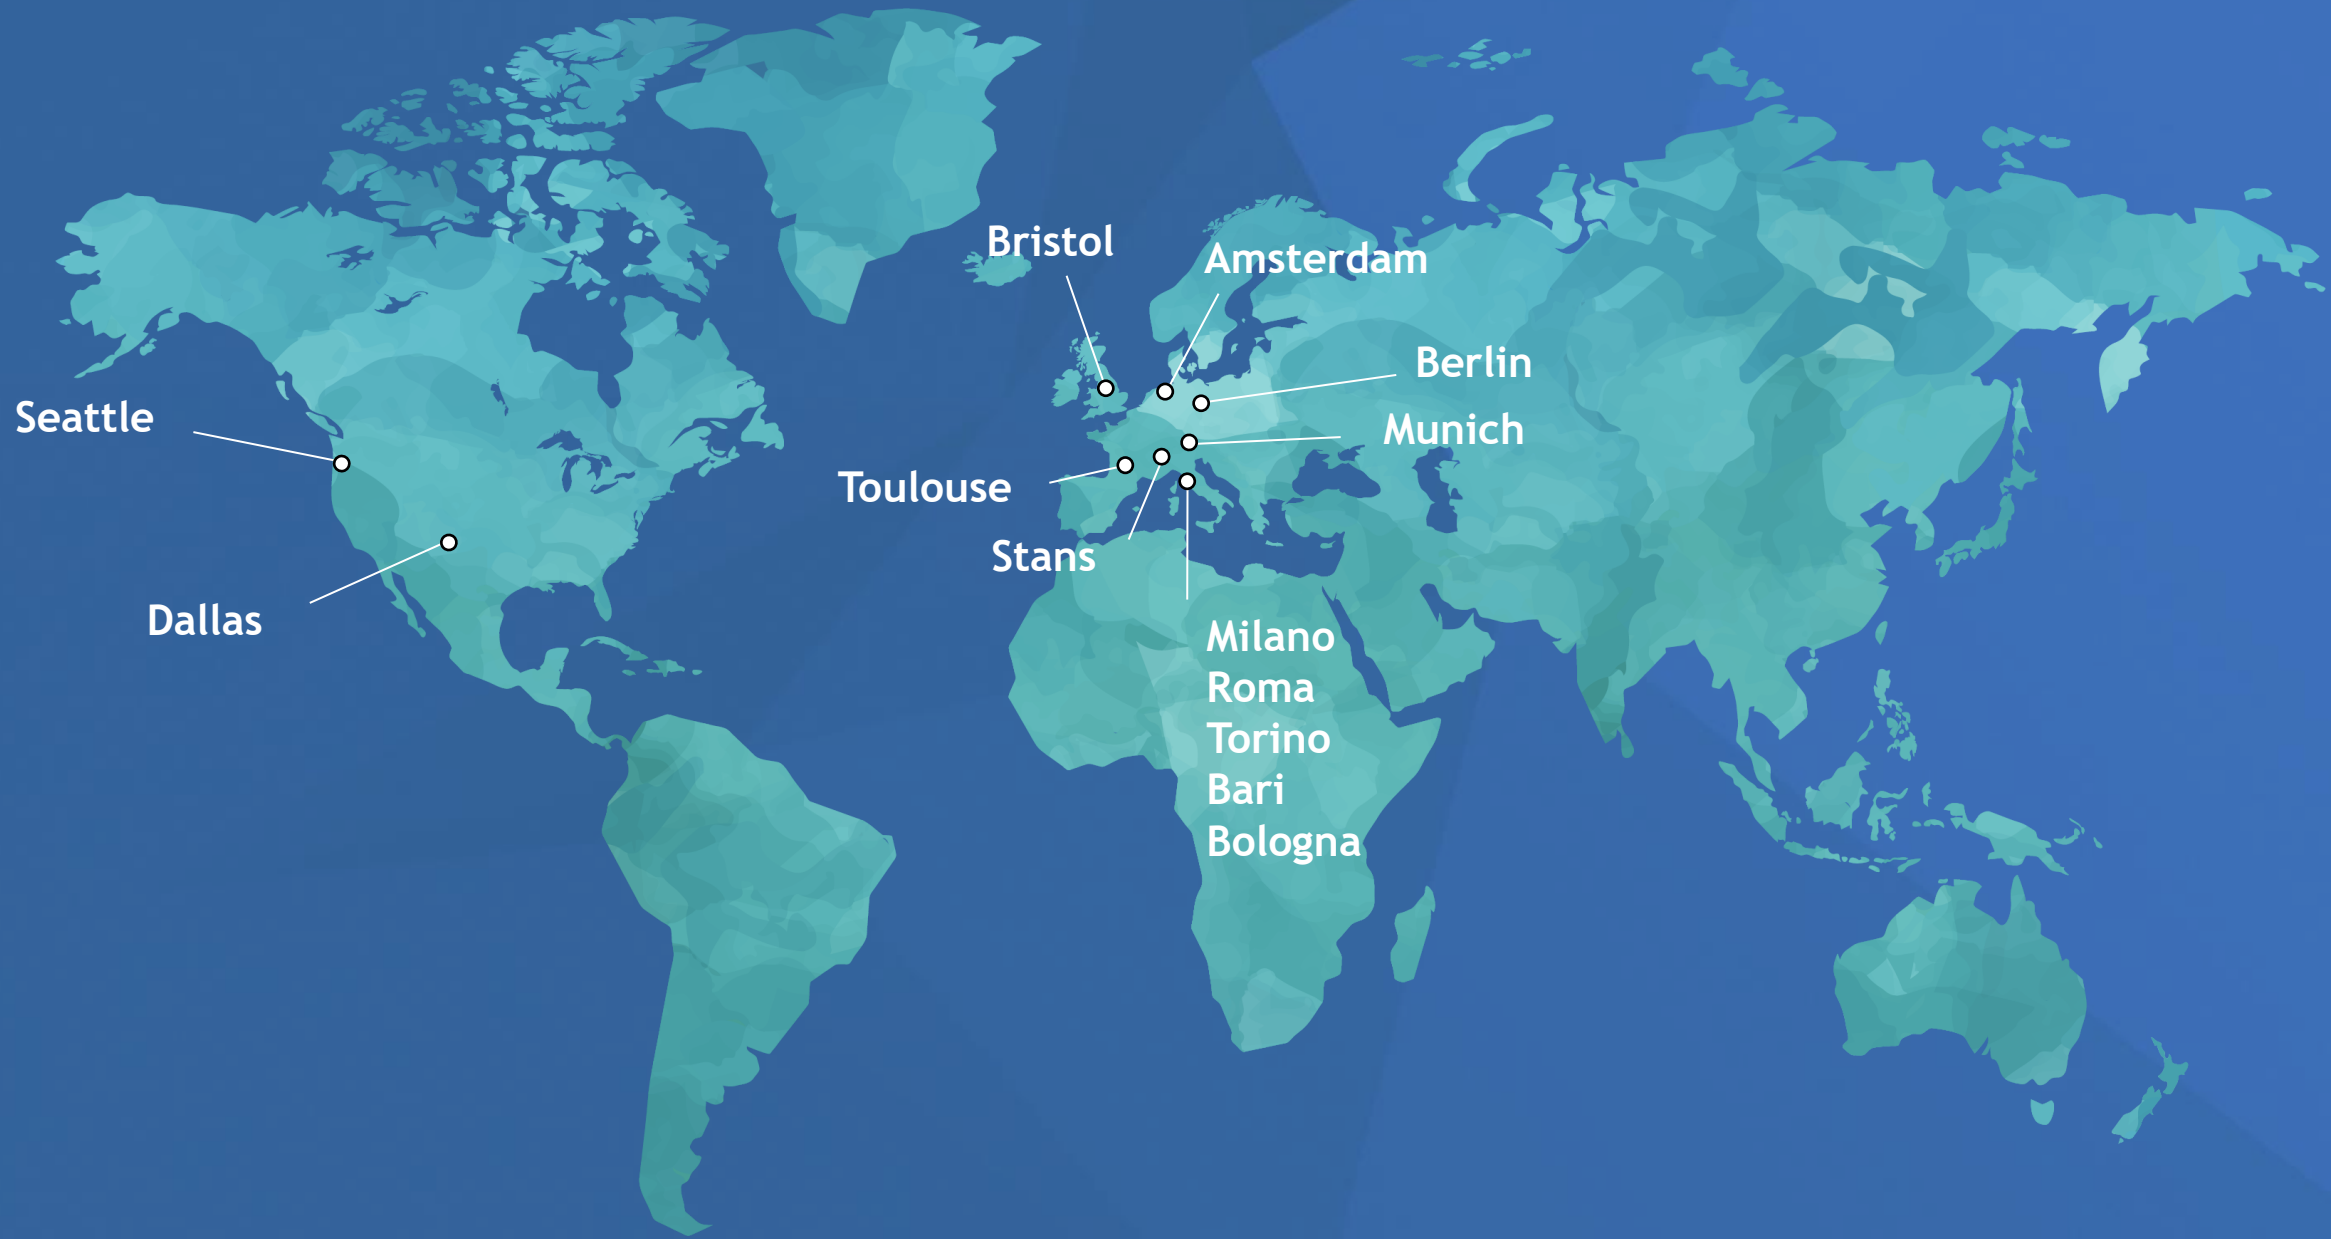 Bristol
Amsterdam
Berlin
Seattle
Munich
Toulouse
Stans
Dallas
Milano
Roma
Torino
Bari
Bologna